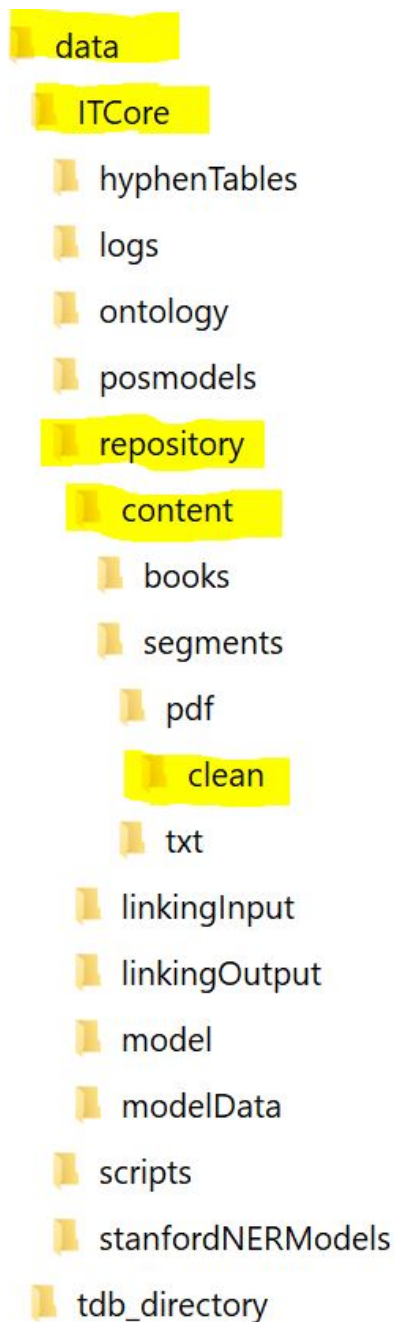 data
ITCore
hyphenTables
logs
ontology
posmodels
repository
content
books
segments
pdf
clean
txt
linkingInput
linkingOutput
model
modelData
scripts
stanfordNERModels
tdb_directory